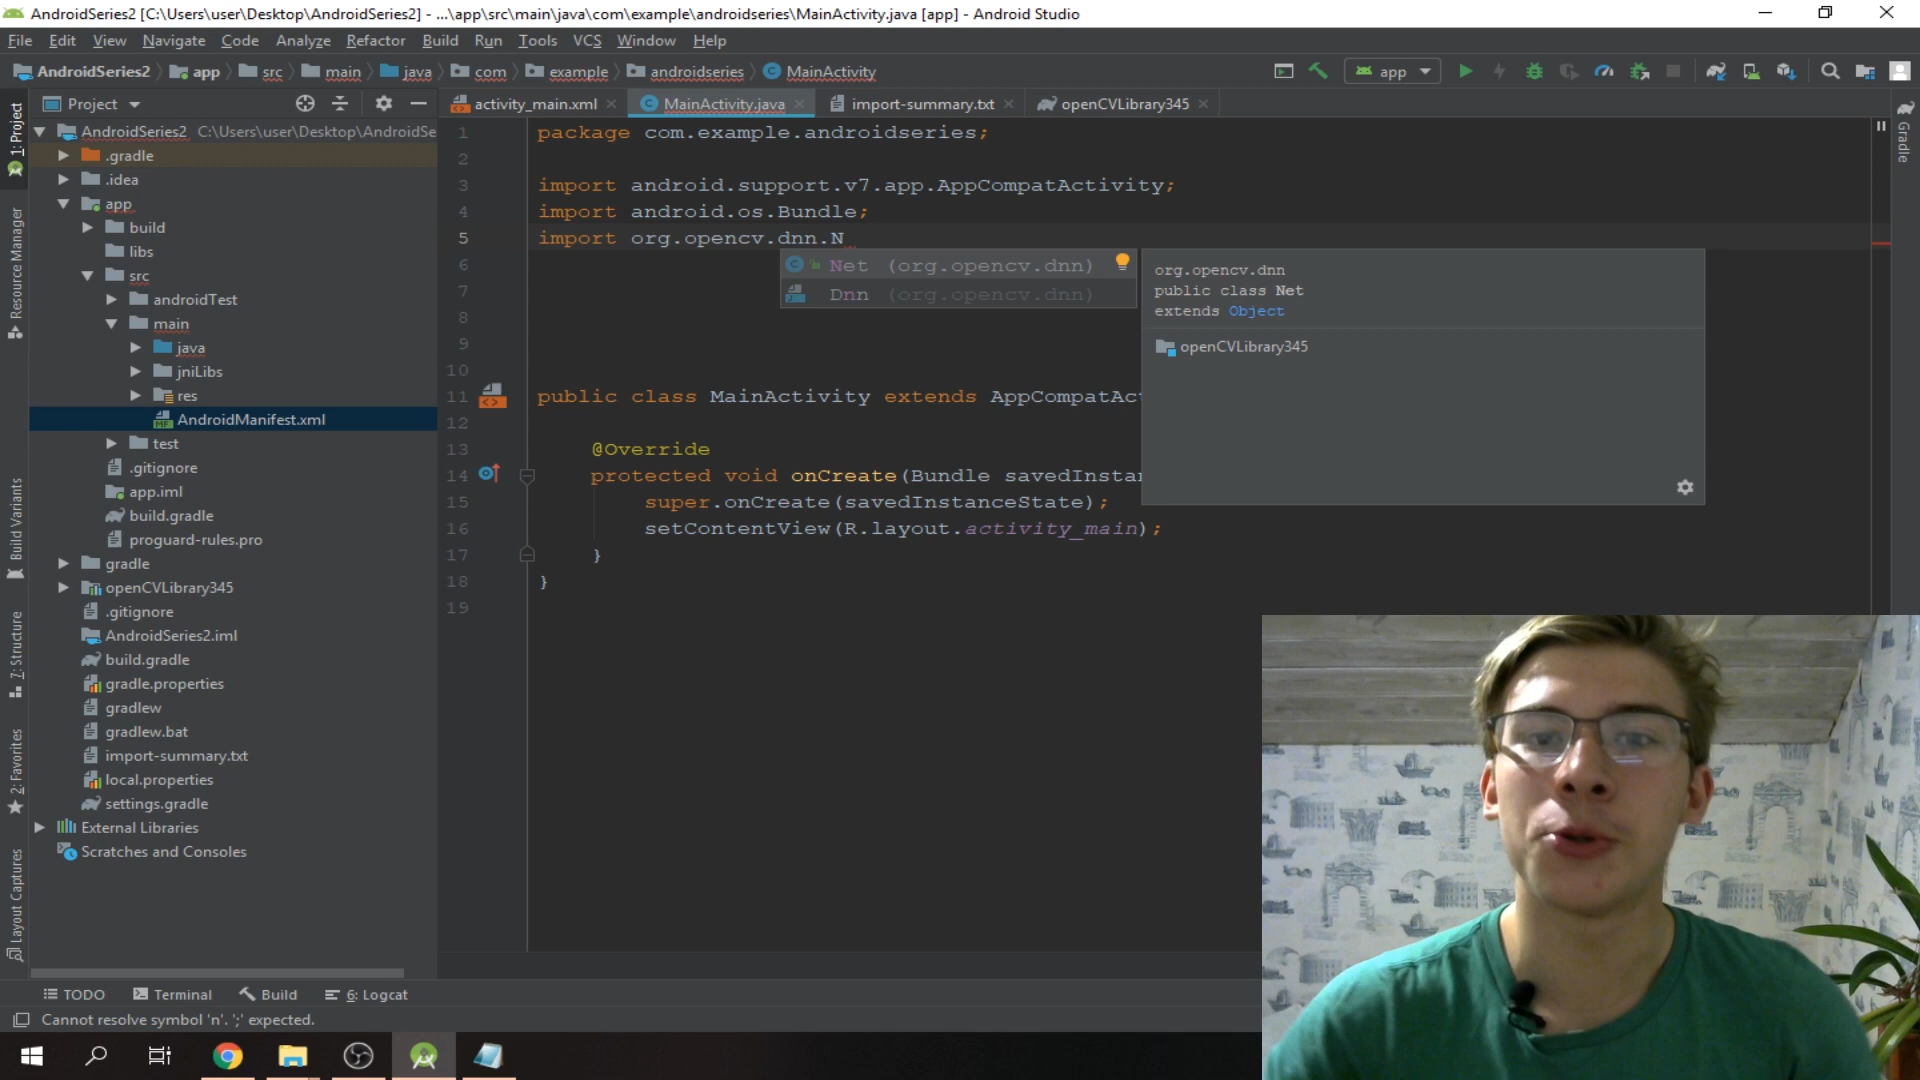 AndroidSeries2 [C:\Users\user\Desktop\AndroidSeries2] - ...\app\src\main\java\com\example\androidseries\MainActivity.java [app] - Android Studio
File Edit View Navigate Code Analyze Refactor Build Run Tools VCS Window Help
AndroidSeries2 app src main java com example androidseries MainActivity
app
Project
activity_main.xml MainActivity.java import-summary.txt openCVLibrary345
1: Project
Resource Manager
Build Variants
7: Structure
2: Favorites
Layout Captures
Gradle
AndroidSeries2 C:\Users\user\Desktop\AndroidSe
.gradle
.idea
app
build
libs
src
androidTest
main
java
jniLibs
res
AndroidManifest.xml
test
.gitignore
app.iml
build.gradle
proguard-rules.pro
gradle
openCVLibrary345
.gitignore
AndroidSeries2.iml
build.gradle
gradle.properties
gradlew
gradlew.bat
import-summary.txt
local.properties
settings.gradle
External Libraries
Scratches and Consoles
1 package com.example.androidseries;
2
3 import android.support.v7.app.AppCompatActivity;
4 import android.os.Bundle;
5 import org.opencv.dnn.N
6
7
8
9
10
11 public class MainActivity extends AppCompatAct
12
13 @Override
14 protected void onCreate(Bundle savedInstan
15 super.onCreate(savedInstanceState);
16 setContentView(R.layout.activity_main);
17 }
18 }
19
Net (org.opencv.dnn)
Dnn (org.opencv.dnn)
org.opencv.dnn
public class Net
extends Object
openCVLibrary345
TODO Terminal Build 6: Logcat
Cannot resolve symbol 'n'. ';' expected.